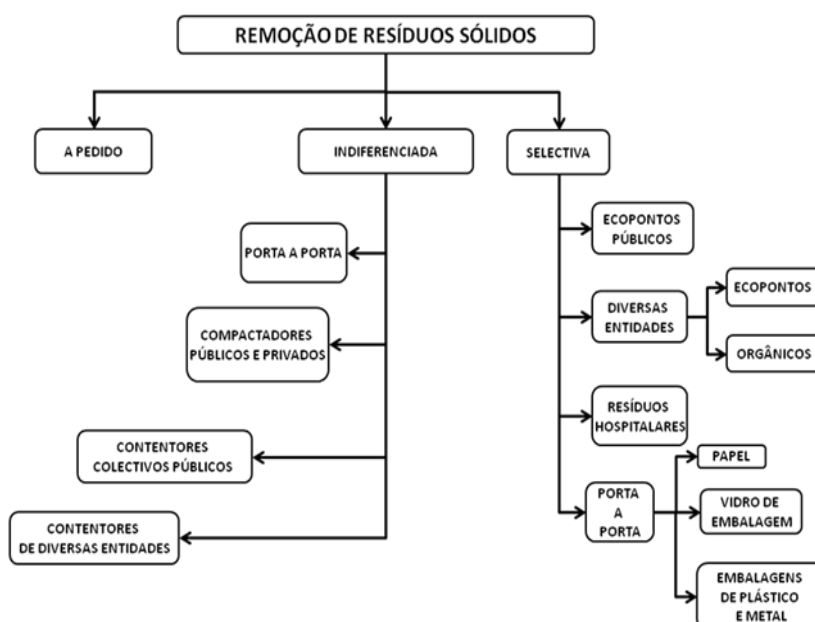 REMOÇÃO DE RESÍDUOS SÓLIDOS
A PEDIDO
INDIFERENCIADA
SELECTIVA
PORTA A PORTA
COMPACTADORES
PÚBLICOS E PRIVADOS
CONTENTORES
COLECTIVOS PÚBLICOS
CONTENTORES
DE DIVERSAS ENTIDADES
ECOPONTOS
PÚBLICOS
DIVERSAS
ENTIDADES
ECOPONTOS
ORGÂNICOS
RESÍDUOS
HOSPITALARES
PORTA
A
PORTA
PAPEL
VIDRO DE
EMBALAGEM
EMBALAGENS
DE PLÁSTICO
E METAL